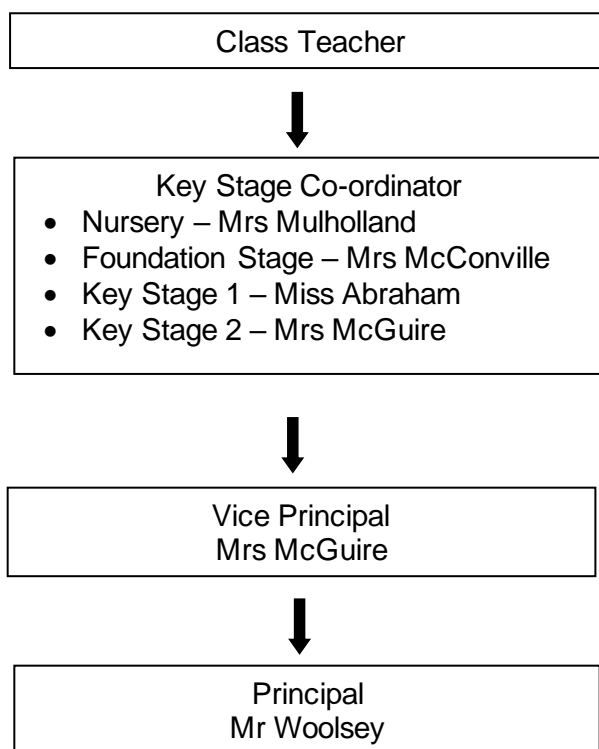 Class Teacher
Key Stage Co-ordinator
• Nursery – Mrs Mulholland
• Foundation Stage – Mrs McConville
• Key Stage 1 – Miss Abraham
• Key Stage 2 – Mrs McGuire
Vice Principal
Mrs McGuire
Principal
Mr Woolsey